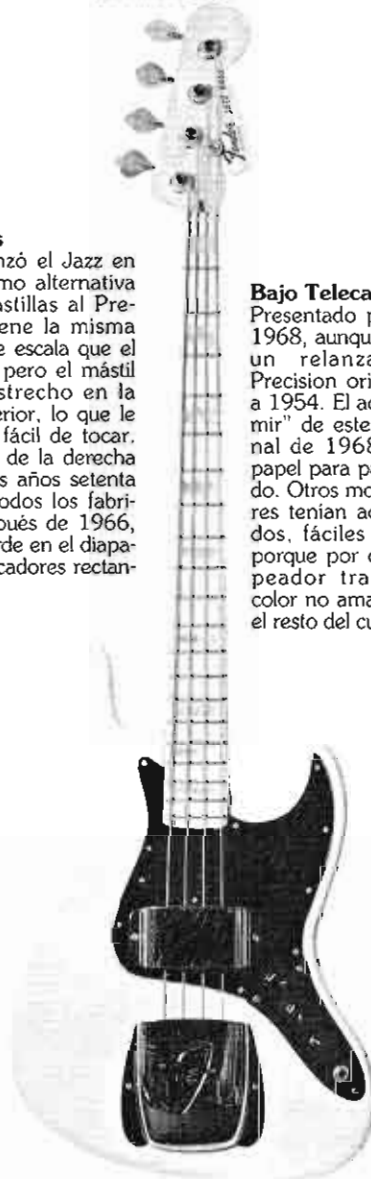 s
nzó el Jazz en
mo alternativa
astillas al Pre-
ene la misma
e escala que el
pero el mástil
strecho en la
erior, lo que le
fácil de tocar.
de la derecha
s años setenta
odos los fabri-
pués de 1966,
rde en el diapa-
cadores rectan-
Bajo Teleca
Presentado p
1968, aunqu
un relanza
Precision ori
a 1954. El ac
mir" de este
nal de 1968
papel para pa
do. Otros mo
res tenían ac
dos, fáciles
porque por e
peador tra
color no ama
el resto del cu
Fender JAZZ BASS